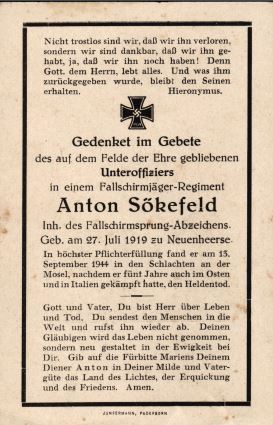 Nicht trostlos sind wir, daß wir ihn verloren,
sondern wir sind dankbar, daß wir ihn ge-
habt, ja, daß wir ihn noch haben! Denn
Gott. dem Herrn, lebt alles. Und was ihm
zurückgegeben wurde, bleibt den Seinen
erhalten. Hieronymus.
Gedenket im Gebete
des auf dem Felde der Ehre gebliebenen
Unteroffiziers
in einem Fallschirmjäger-Regiment
Anton Sökefeld
Inh. des Fallschirmsprung-Abzeichens.
Geb. am 27. Juli 1919 zu Neuenheerse.
In höchster Pflichterfüllung fand er am 15.
September 1944 in den Schlachten an der
Mosel, nachdem er fünf Jahre auch im Osten
und in Italien gekämpft hatte, den Heldentod.
Gott und Vater, Du bist Herr über Leben
und Tod. Du sendest den Menschen in die
Welt und rufst ihn wieder ab. Deinen
Gläubigen wird das Leben nicht genommen,
sondern neu gestaltet in der Ewigkeit bei
Dir. Gib auf die Fürbitte Mariens Deinem
Diener Anton in Deiner Milde und Vater-
güte das Land des Lichtes, der Erquickung
und des Friedens. Amen.
JUNFERMANN, PADERBORN